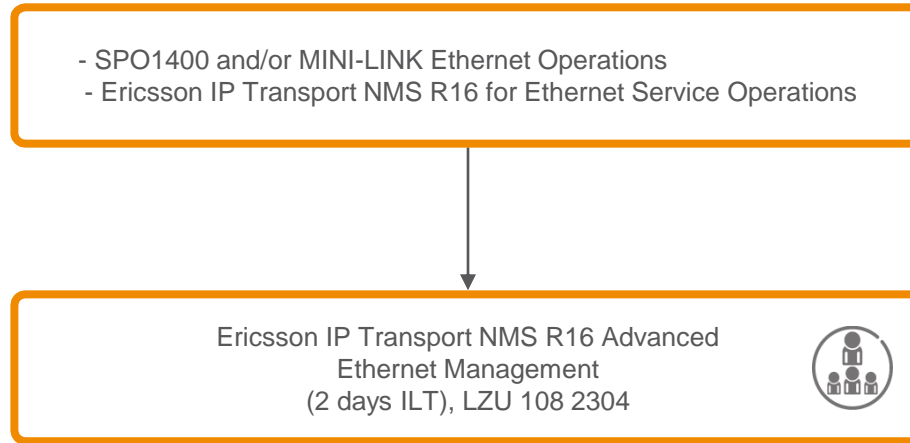 - SPO1400 and/or MINI-LINK Ethernet Operations
- Ericsson IP Transport NMS R16 for Ethernet Service Operations
Ericsson IP Transport NMS R16 Advanced
Ethernet Management
(2 days ILT), LZU 108 2304